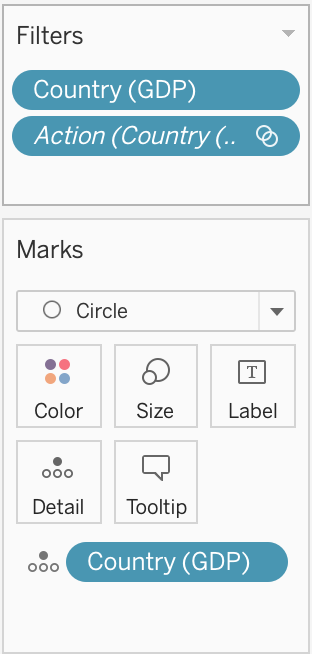 Filters
Country (GDP)
Action (Country (..
Marks
Circle
Color Size Label
T
Detail Tooltip
Country (GDP)